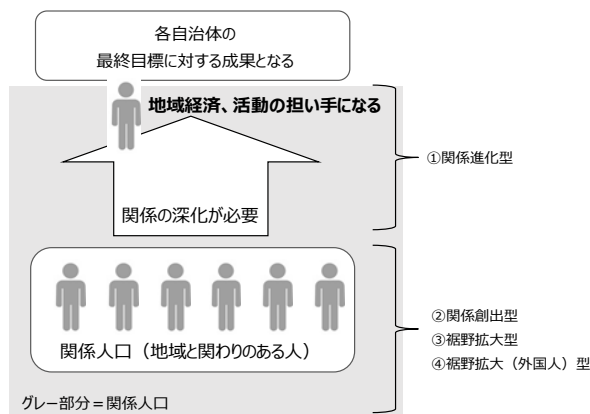 各自治体の
最終目標に対する成果となる
地域経済、活動の担い手になる
①関係進化型
関係の深化が必要
②関係創出型
③裾野拡大型
④裾野拡大（外国人）型
関係人口（地域と関わりのある人）
グレー部分＝関係人口